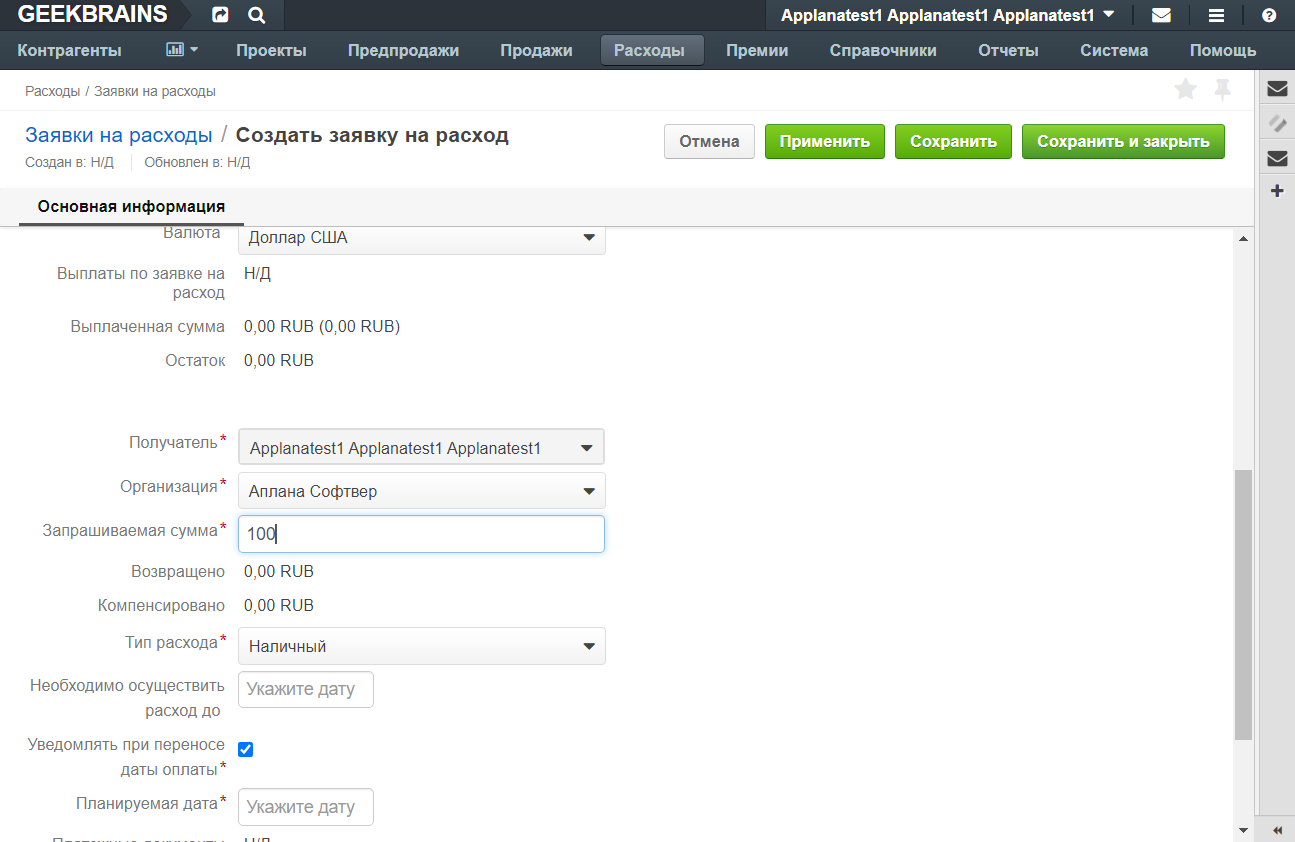 GEEKBRAINS
Applanatest1 Applanatest1 Applanatest1
Контрагенты Проекты Предпродажи Продажи Расходы Премии Справочники Отчеты Система Помощь
Расходы / Заявки на расходы
Заявки на расходы / Создать заявку на расход
Создан в: Н/Д Обновлен в: Н/Д
Отмена Применить Сохранить Сохранить и закрыть
Основная информация
Валюта Доллар США
Выплаты по заявке на Н/Д
расход
Выплаченная сумма 0,00 RUB (0,00 RUB)
Остаток 0,00 RUB
Получатель* Applanatest1 Applanatest1 Applanatest1
Организация* Аплана Софтвер
Запрашиваемая сумма* 100
Возвращено 0,00 RUB
Компенсировано 0,00 RUB
Тип расхода* Наличный
Необходимо осуществить Укажите дату
расход до
Уведомлять при переносе
даты оплаты*
Планируемая дата* Укажите дату
Платежные документы Н/Д